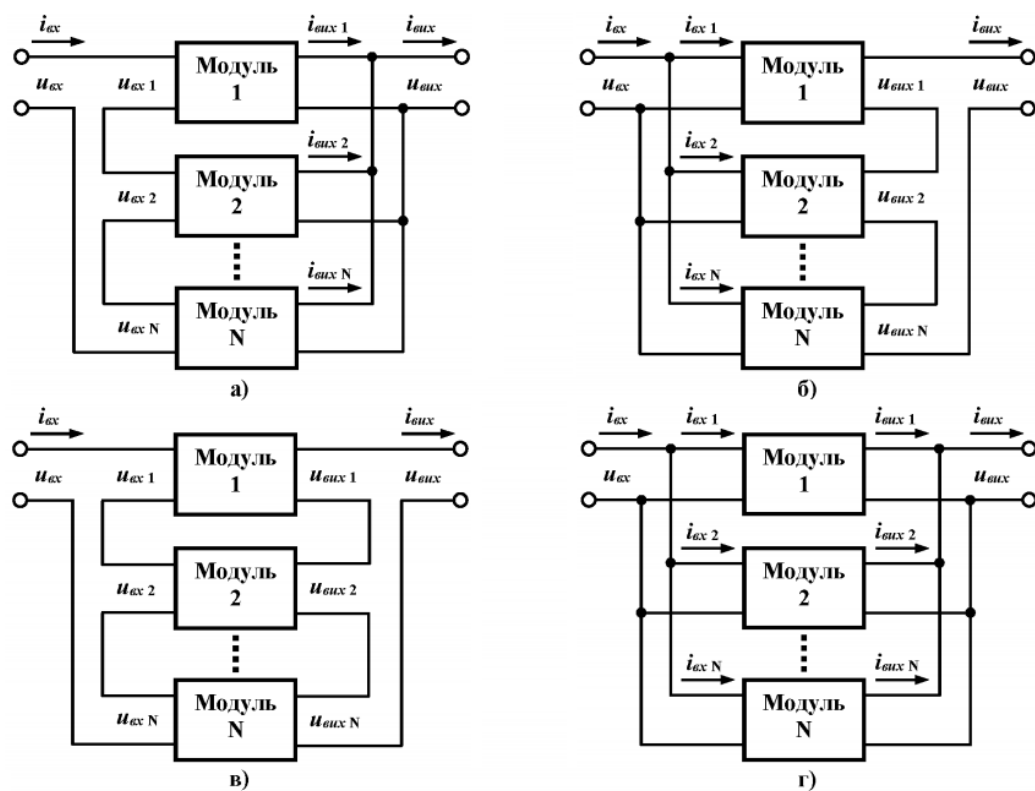 iвх
iвих 1
iвих
uвх
uвх 1
Модуль
1
uвих
iвих 2
uвх 2
Модуль
2
iвих N
uвх N
Модуль
N
а)
iвх
iвх 1
iвих
uвх
Модуль
1
uвих 1
uвих
iвх 2
Модуль
2
uвих 2
iвх N
Модуль
N
uвих N
б)
iвх
iвих
uвх
uвх 1
Модуль
1
uвих 1
uвих
uвх 2
Модуль
2
uвих 2
uвх N
Модуль
N
uвих N
в)
iвх
iвх 1
iвих 1
iвих
uвх
Модуль
1
uвих
iвх 2
iвих 2
Модуль
2
iвх N
iвих N
Модуль
N
г)